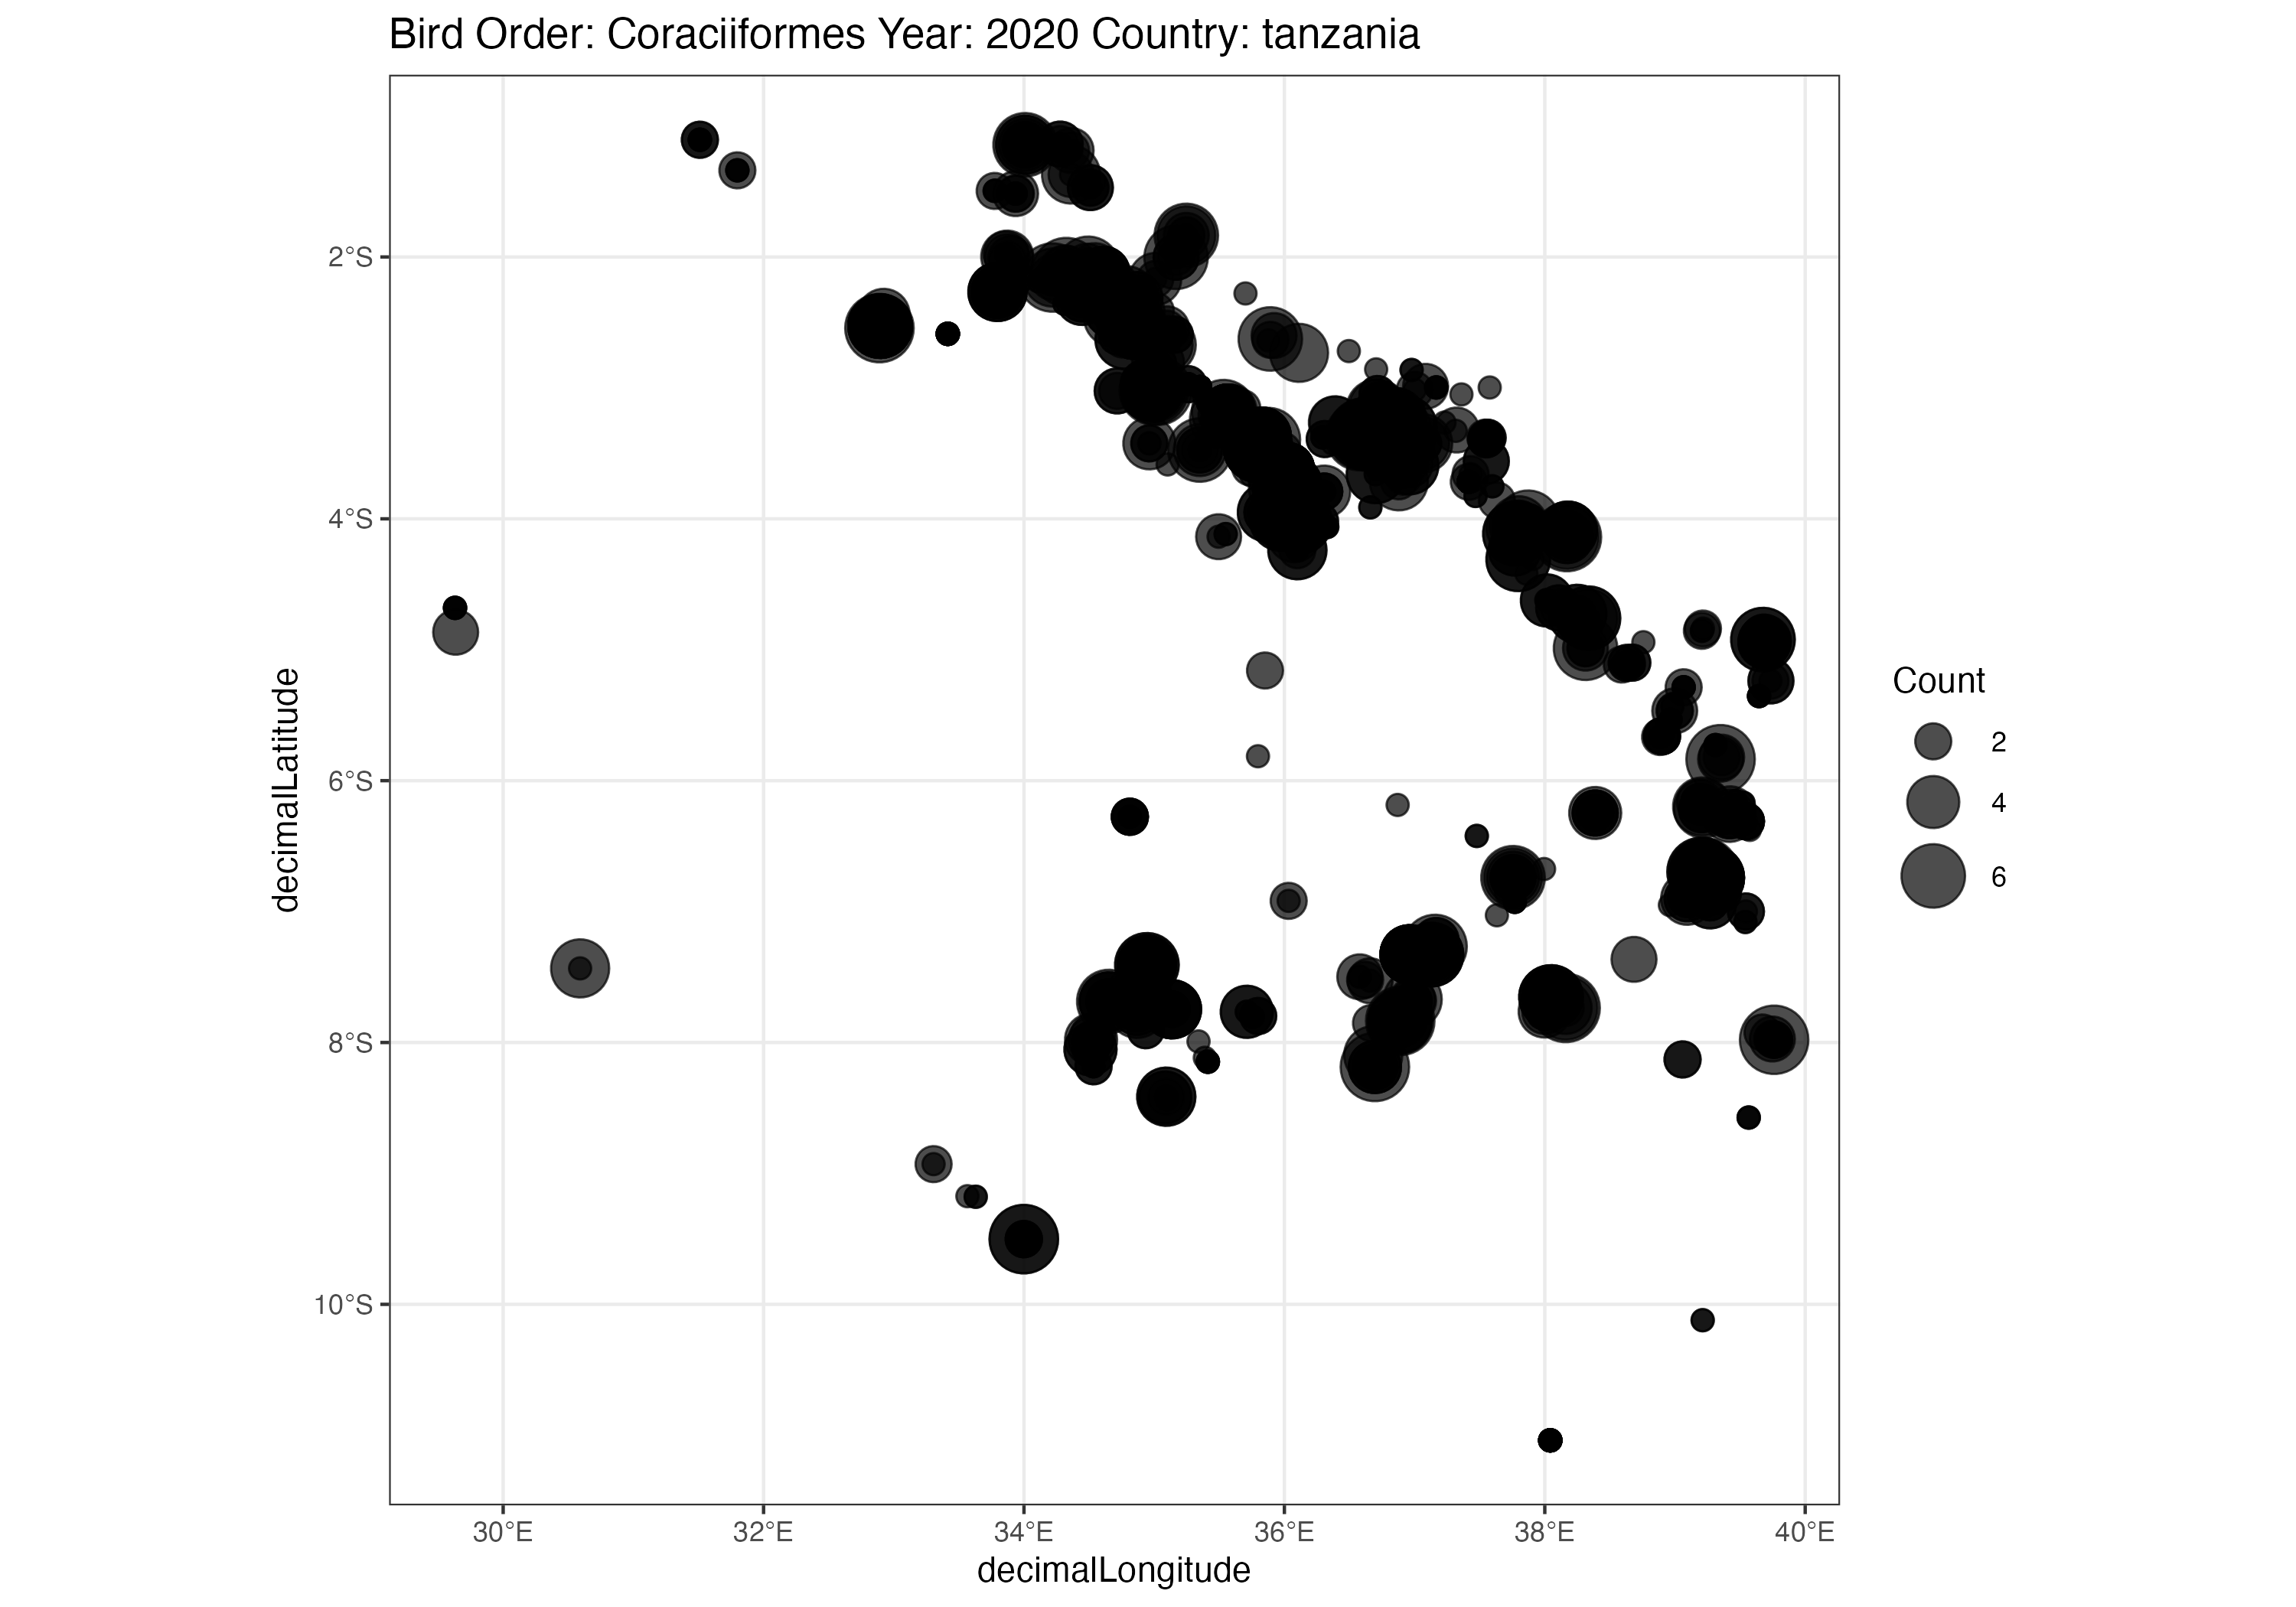 Bird Order: Coraciiformes Year: 2020 Country: tanzania
2°S
4°S
6°S
8°S
10°S
decimalLatitude
30°E
32°E
34°E
36°E
38°E
40°E
decimalLongitude
Count
2
4
6